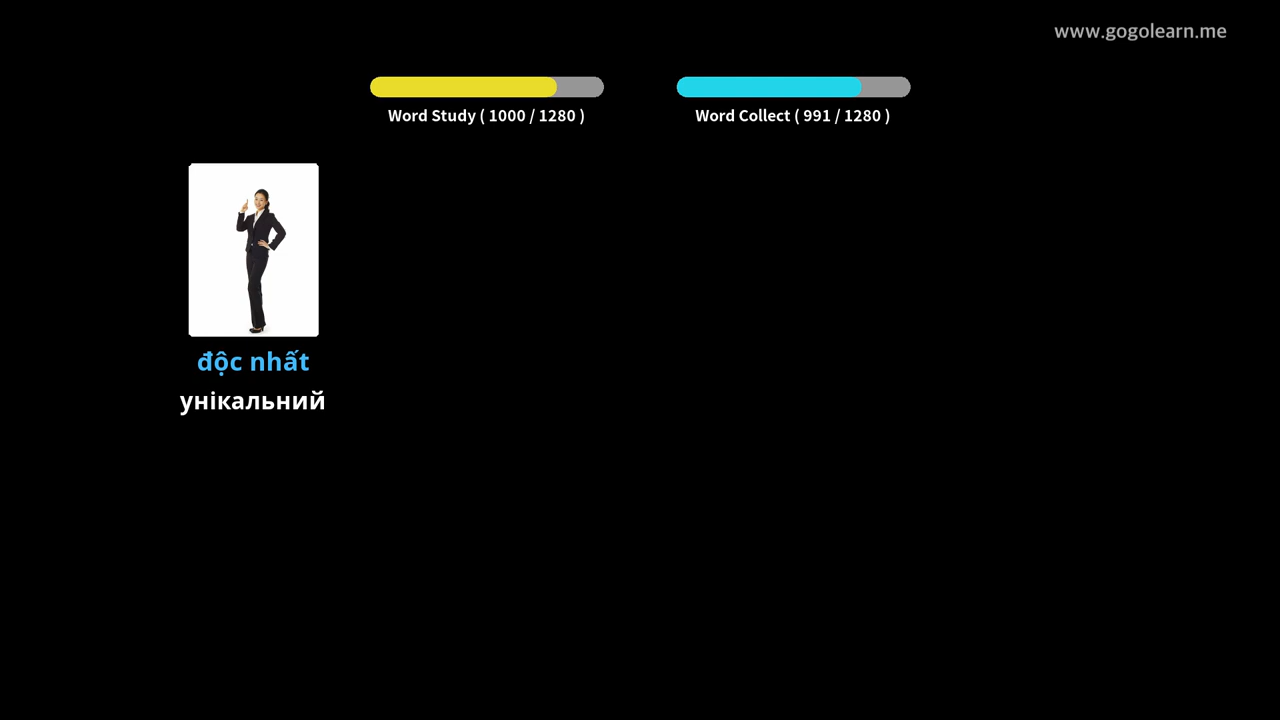 www.gogolearn.me
Word Study ( 1000 / 1280 )
Word Collect ( 991 / 1280 )
độc nhất
унікальний